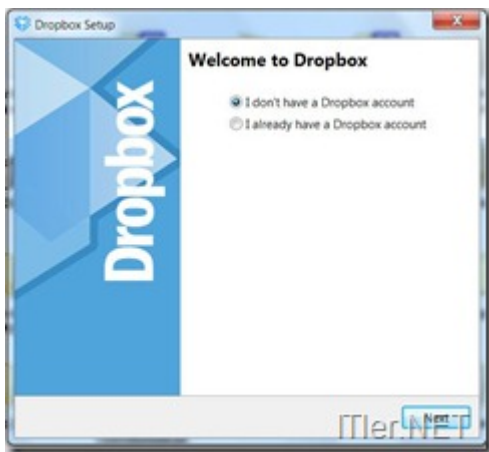 Dropbox Setup
Welcome to Dropbox
I don't have a Dropbox account
I already have a Dropbox account
Dropbox
Next
ITler.NET